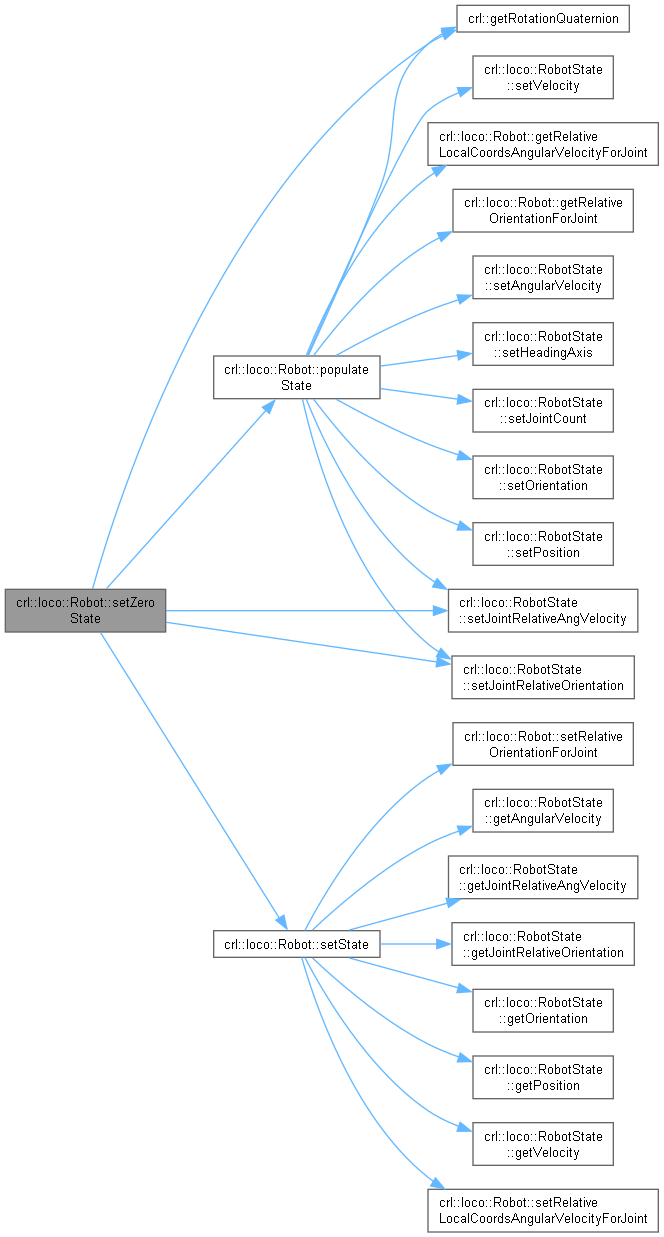 crl::getRotationQuaternion
crl::loco::RobotState
::setVelocity
crl::loco::Robot::getRelative
LocalCoordsAngularVelocityForJoint
crl::loco::Robot::getRelative
OrientationForJoint
crl::loco::RobotState
::setAngularVelocity
crl::loco::RobotState
::setHeadingAxis
crl::loco::Robot::populate
State
crl::loco::RobotState
::setJointCount
crl::loco::RobotState
::setOrientation
crl::loco::RobotState
::setPosition
crl::loco::Robot::setZero
State
crl::loco::RobotState
::setJointRelativeAngVelocity
crl::loco::RobotState
::setJointRelativeOrientation
crl::loco::Robot::setRelative
OrientationForJoint
crl::loco::RobotState
::getAngularVelocity
crl::loco::RobotState
::getJointRelativeAngVelocity
crl::loco::Robot::setState
crl::loco::RobotState
::getJointRelativeOrientation
crl::loco::RobotState
::getOrientation
crl::loco::RobotState
::getPosition
crl::loco::RobotState
::getVelocity
crl::loco::Robot::setRelative
LocalCoordsAngularVelocityForJoint